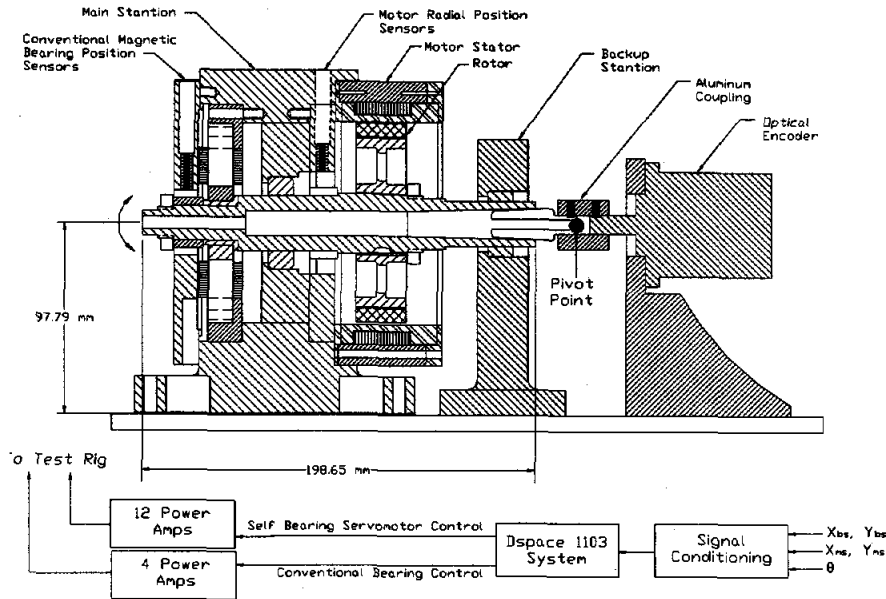 Main Stantion
Motor Radial Position
Sensors
Conventional Magnetic
Bearing Position
Sensors
Motor Stator
Rotor
Backup
Stantion
Aluminum
Coupling
Optical
Encoder
Pivot
Point
97.79 mm
198.65 mm
To Test Rig
12 Power
Amps
Self Bearing Servomotor Control
4 Power
Amps
Conventional Bearing Control
Dspace 1103
System
Signal
Conditioning
Xbs, Ybs
Xms, Yms
θ